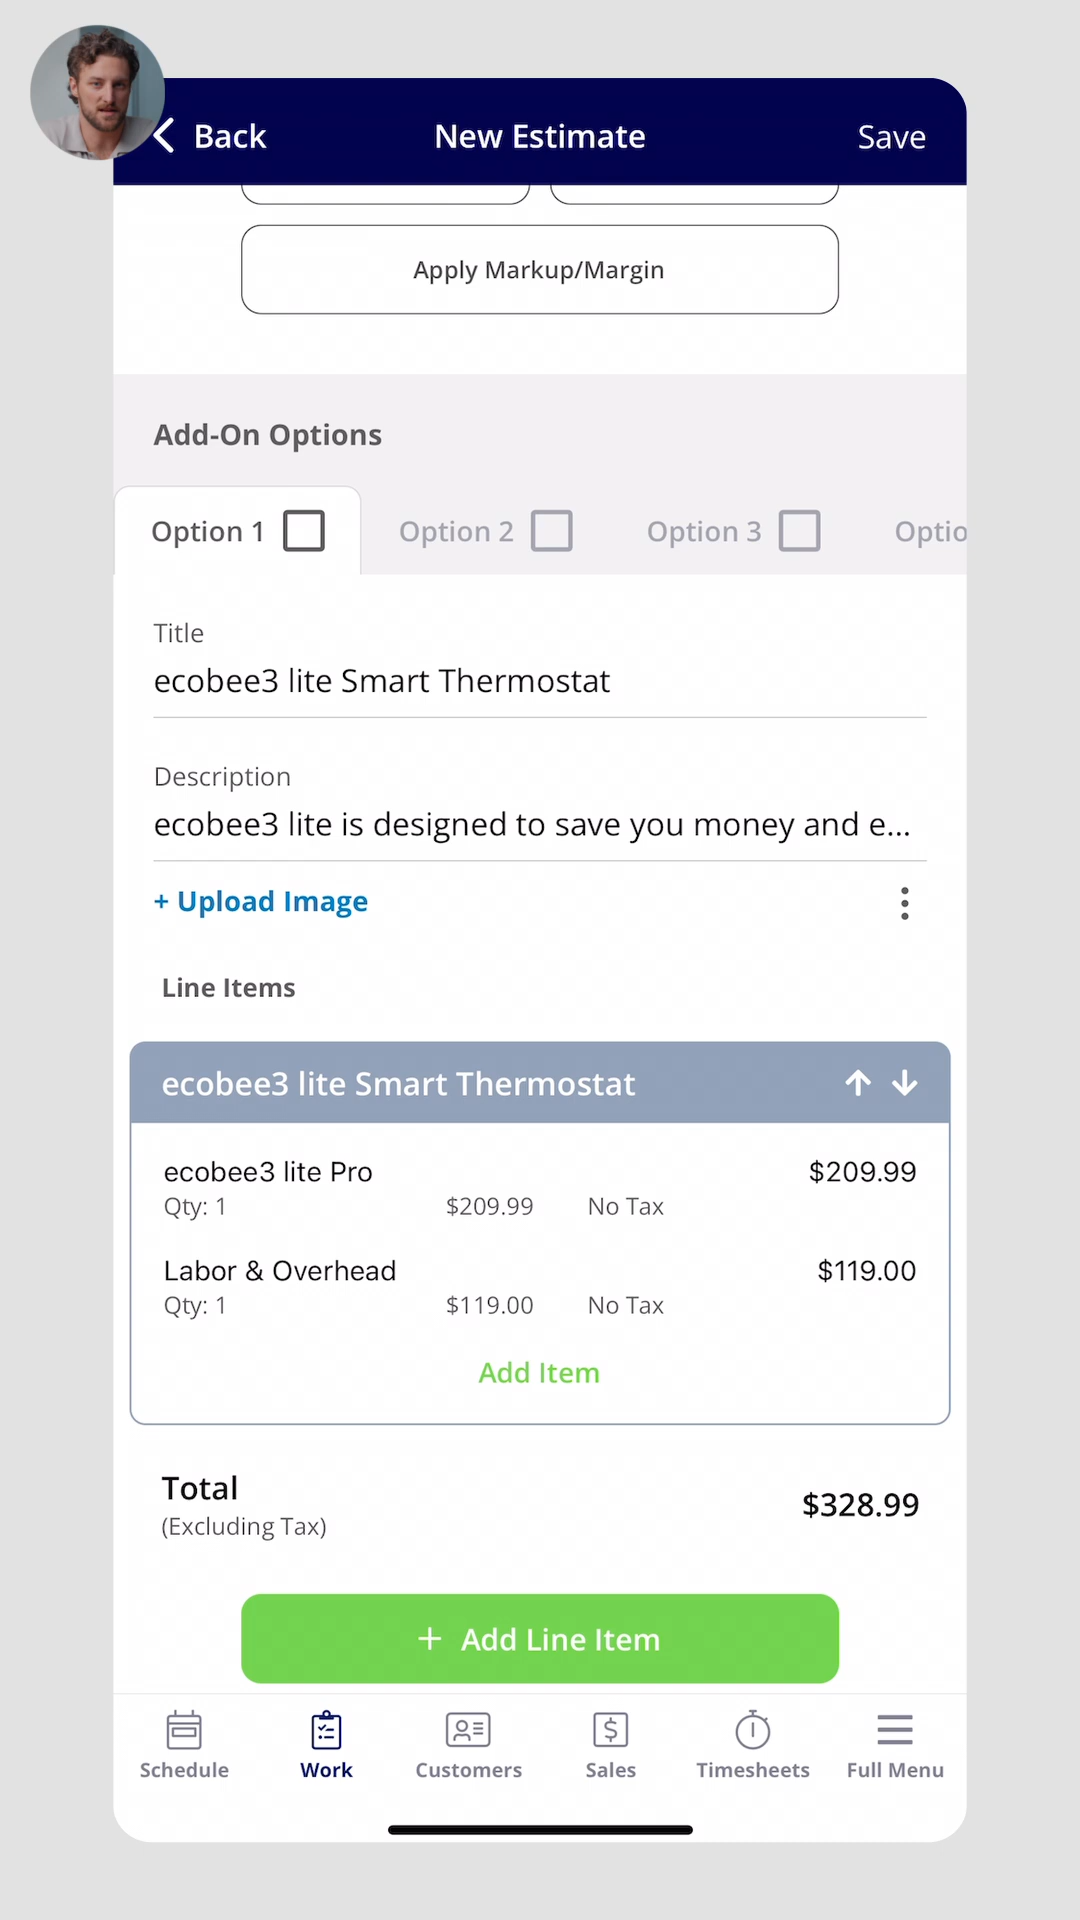 Back
New Estimate
Save
Apply Markup/Margin
Add-On Options
Option 1
Option 2
Option 3
Optio
Title
ecobee3 lite Smart Thermostat
Description
ecobee3 lite is designed to save you money and e...
+ Upload Image
Line Items
ecobee3 lite Smart Thermostat
ecobee3 lite Pro
$209.99
Qty: 1
$209.99
No Tax
Labor & Overhead
$119.00
Qty: 1
$119.00
No Tax
Add Item
Total
$328.99
(Excluding Tax)
+ Add Line Item
Schedule
Work
Customers
Sales
Timesheets
Full Menu